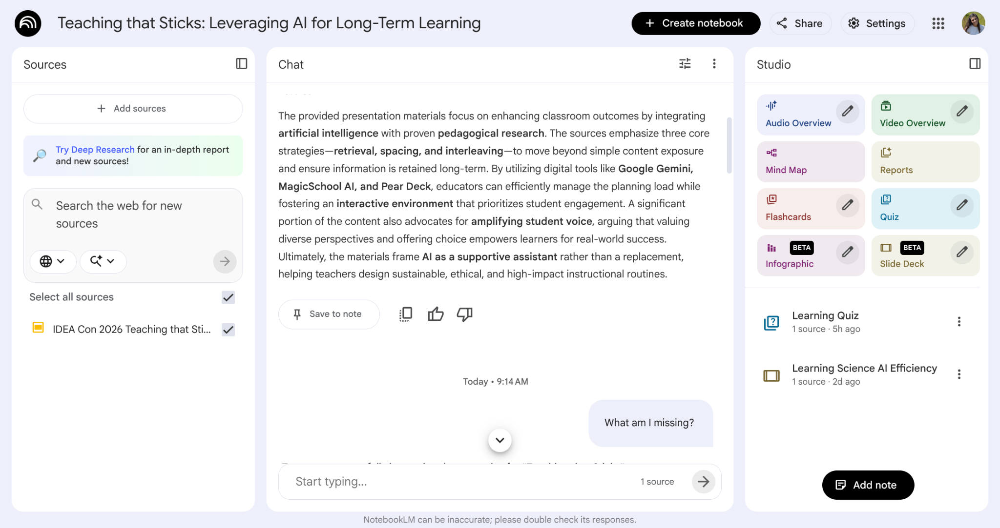 Teaching that Sticks: Leveraging AI for Long-Term Learning
Create notebook
Share
Settings
Sources
Add sources
Try Deep Research for an in-depth report
and new sources!
Search the web for new
sources
Select all sources
IDEA Con 2026 Teaching that Sti...
Chat
The provided presentation materials focus on enhancing classroom outcomes by integrating
artificial intelligence with proven pedagogical research. The sources emphasize three core
strategies—retrieval, spacing, and interleaving—to move beyond simple content exposure
and ensure information is retained long-term. By utilizing digital tools like Google Gemini,
MagicSchool AI, and Pear Deck, educators can efficiently manage the planning load while
fostering an interactive environment that prioritizes student engagement. A significant
portion of the content also advocates for amplifying student voice, arguing that valuing
diverse perspectives and offering choice empowers learners for real-world success.
Ultimately, the materials frame AI as a supportive assistant rather than a replacement,
helping teachers design sustainable, ethical, and high-impact instructional routines.
Save to note
Today • 9:14 AM
What am I missing?
Start typing...
1 source
NotebookLM can be inaccurate; please double check its responses.
Studio
Audio Overview
Video Overview
Mind Map
Reports
Flashcards
Quiz
BETA
Infographic
BETA
Slide Deck
Learning Quiz
1 source · 5h ago
Learning Science AI Efficiency
1 source · 2d ago
Add note